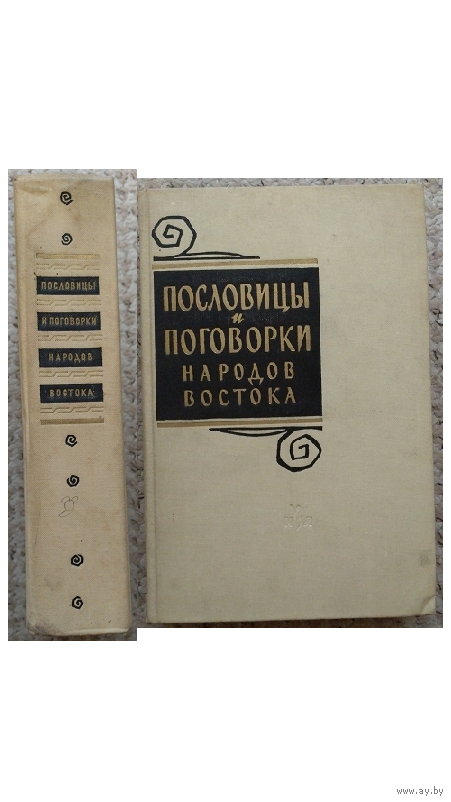 ПОСЛОВИЦЫ
И ПОГОВОРКИ
НАРОДОВ
ВОСТОКА
ПОСЛОВИЦЫ
и
ПОГОВОРКИ
НАРОДОВ
ВОСТОКА
www.ay.by